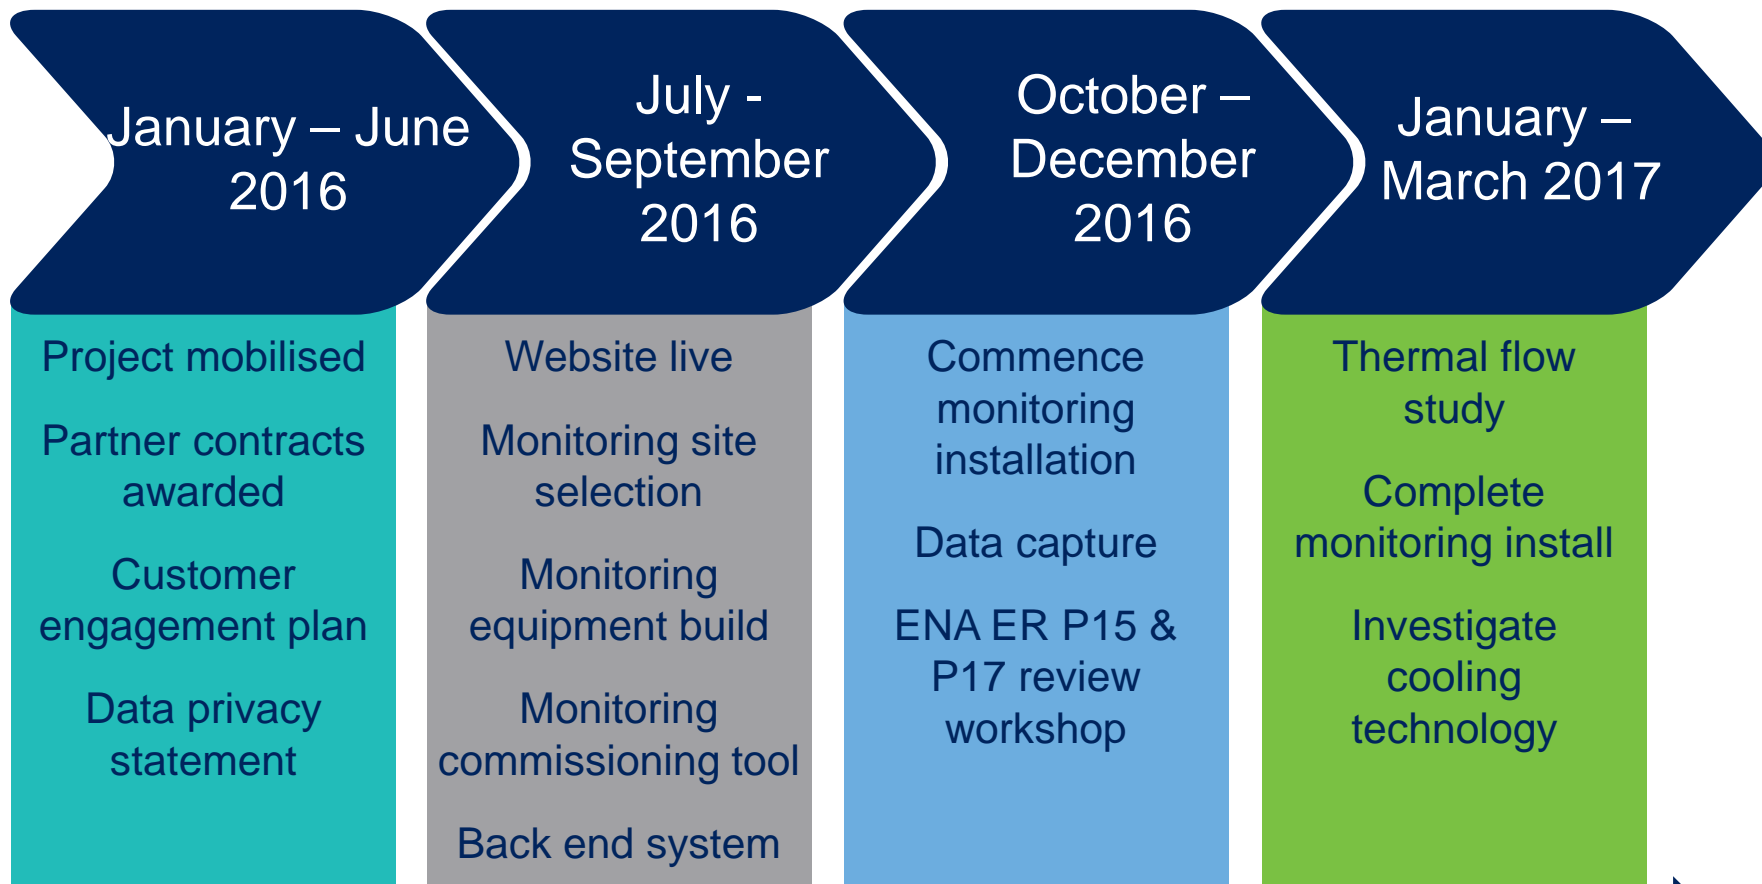 January – June
2016
July -
September
2016
October –
December
2016
January –
March 2017
Project mobilised
Partner contracts
awarded
Customer
engagement plan
Data privacy
statement
Website live
Monitoring site
selection
Monitoring
equipment build
Monitoring
commissioning tool
Back end system
Commence
monitoring
installation
Data capture
ENA ER P15 &
P17 review
workshop
Thermal flow
study
Complete
monitoring install
Investigate
cooling
technology